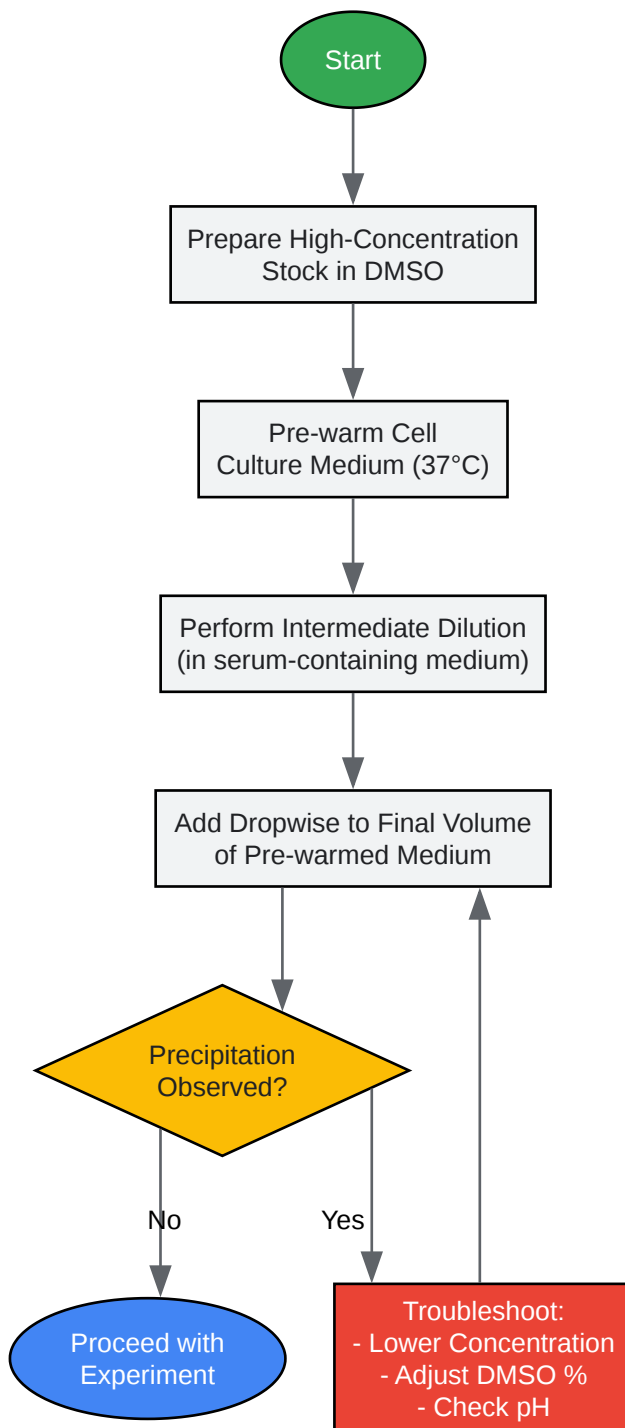 Start
Prepare High-Concentration
Stock in DMSO
Pre-warm Cell
Culture Medium (37°C)
Perform Intermediate Dilution
(in serum-containing medium)
Add Dropwise to Final Volume
of Pre-warmed Medium
Precipitation
Observed?
No
Yes
Proceed with
Experiment
Troubleshoot:
- Lower Concentration
- Adjust DMSO %
- Check pH